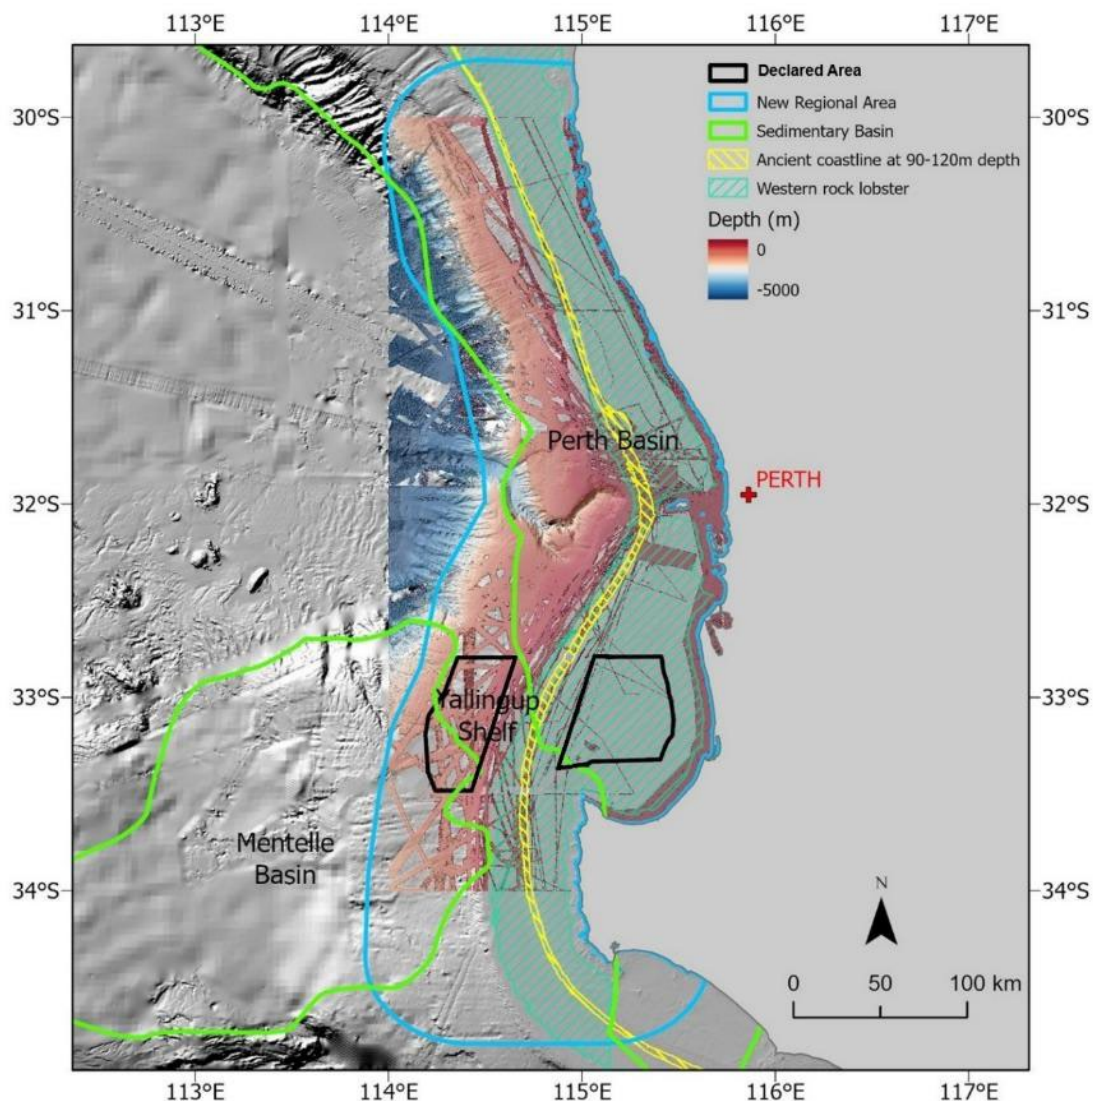 113°E 114°E 115°E 116°E 117°E
Declared Area
New Regional Area
Sedimentary Basin
Ancient coastline at 90-120m depth
Western rock lobster
Depth (m)
0
-5000
30°S 30°S
31°S 31°S
Perth Basin
PERTH
32°S 32°S
33°S 33°S
Yallingup
Shelf
Mentelle
Basin
34°S 34°S
N
0 50 100 km
113°E 114°E 115°E 116°E 117°E